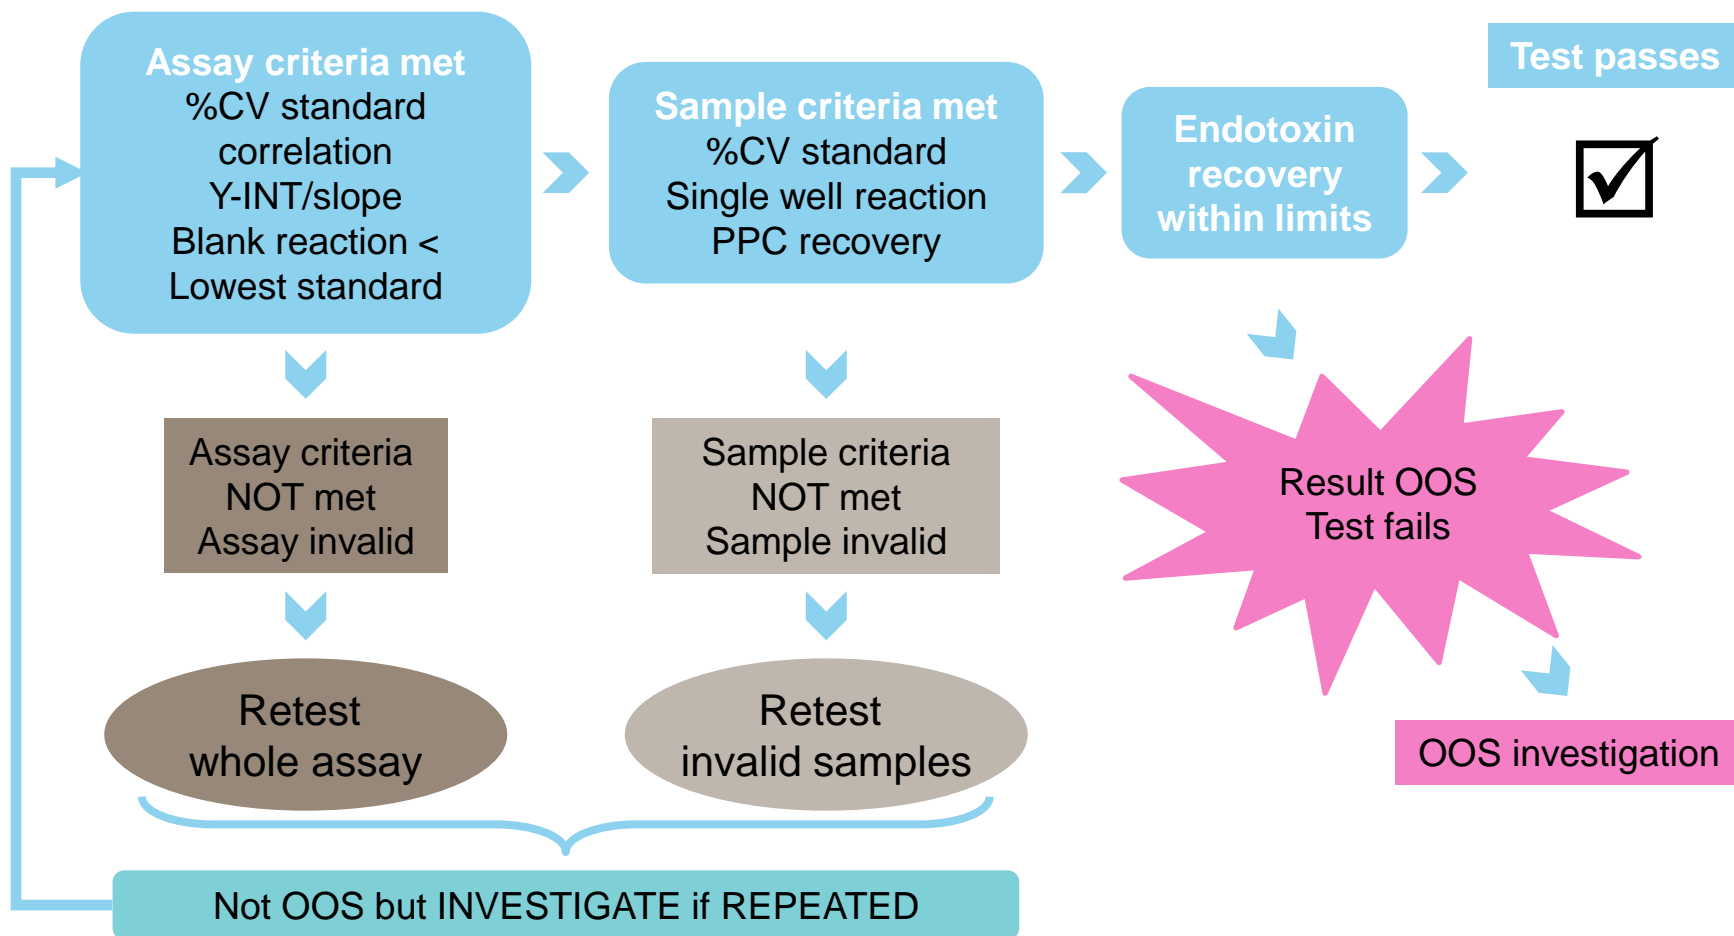 Assay criteria met
%CV standard
correlation
Y-INT/slope
Blank reaction <
Lowest standard
Sample criteria met
%CV standard
Single well reaction
PPC recovery
Endotoxin
recovery
within limits
Test passes
Assay criteria
NOT met
Assay invalid
Sample criteria
NOT met
Sample invalid
Result OOS
Test fails
Retest
whole assay
Retest
invalid samples
OOS investigation
Not OOS but INVESTIGATE if REPEATED